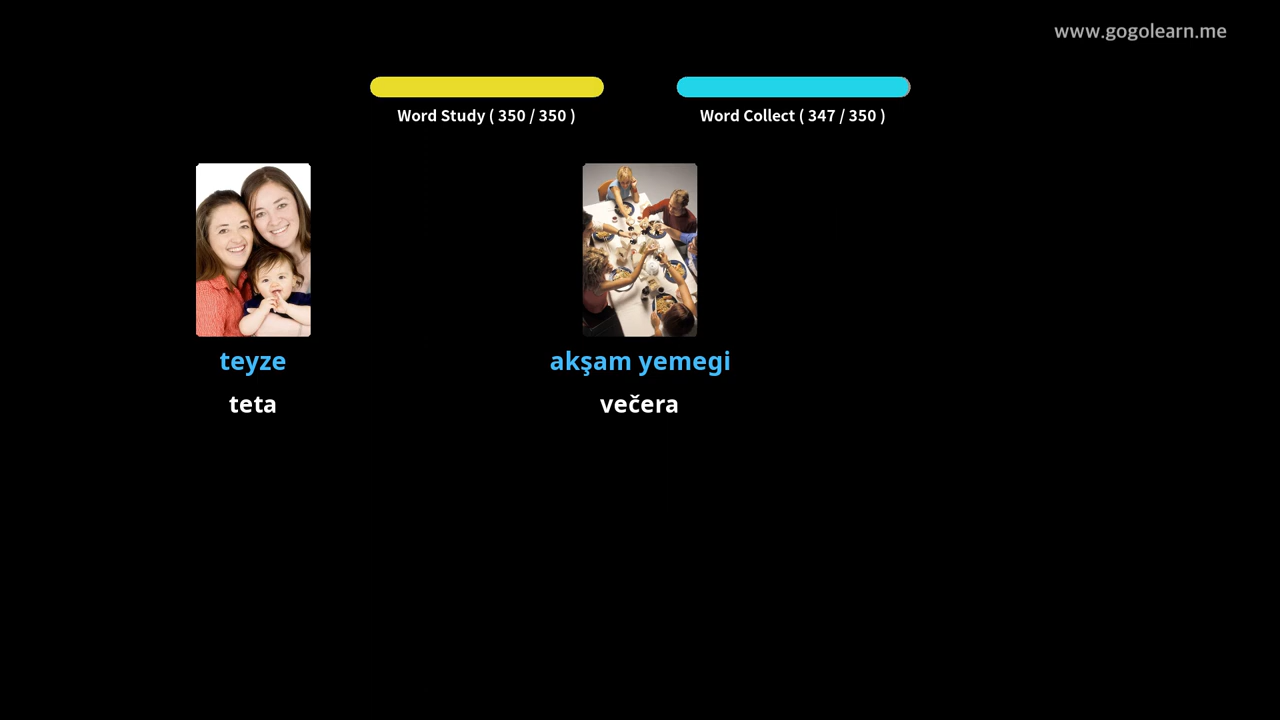 www.gogolearn.me
Word Study ( 350 / 350 )
Word Collect ( 347 / 350 )
teyze
akşam yemegi
teta
večera